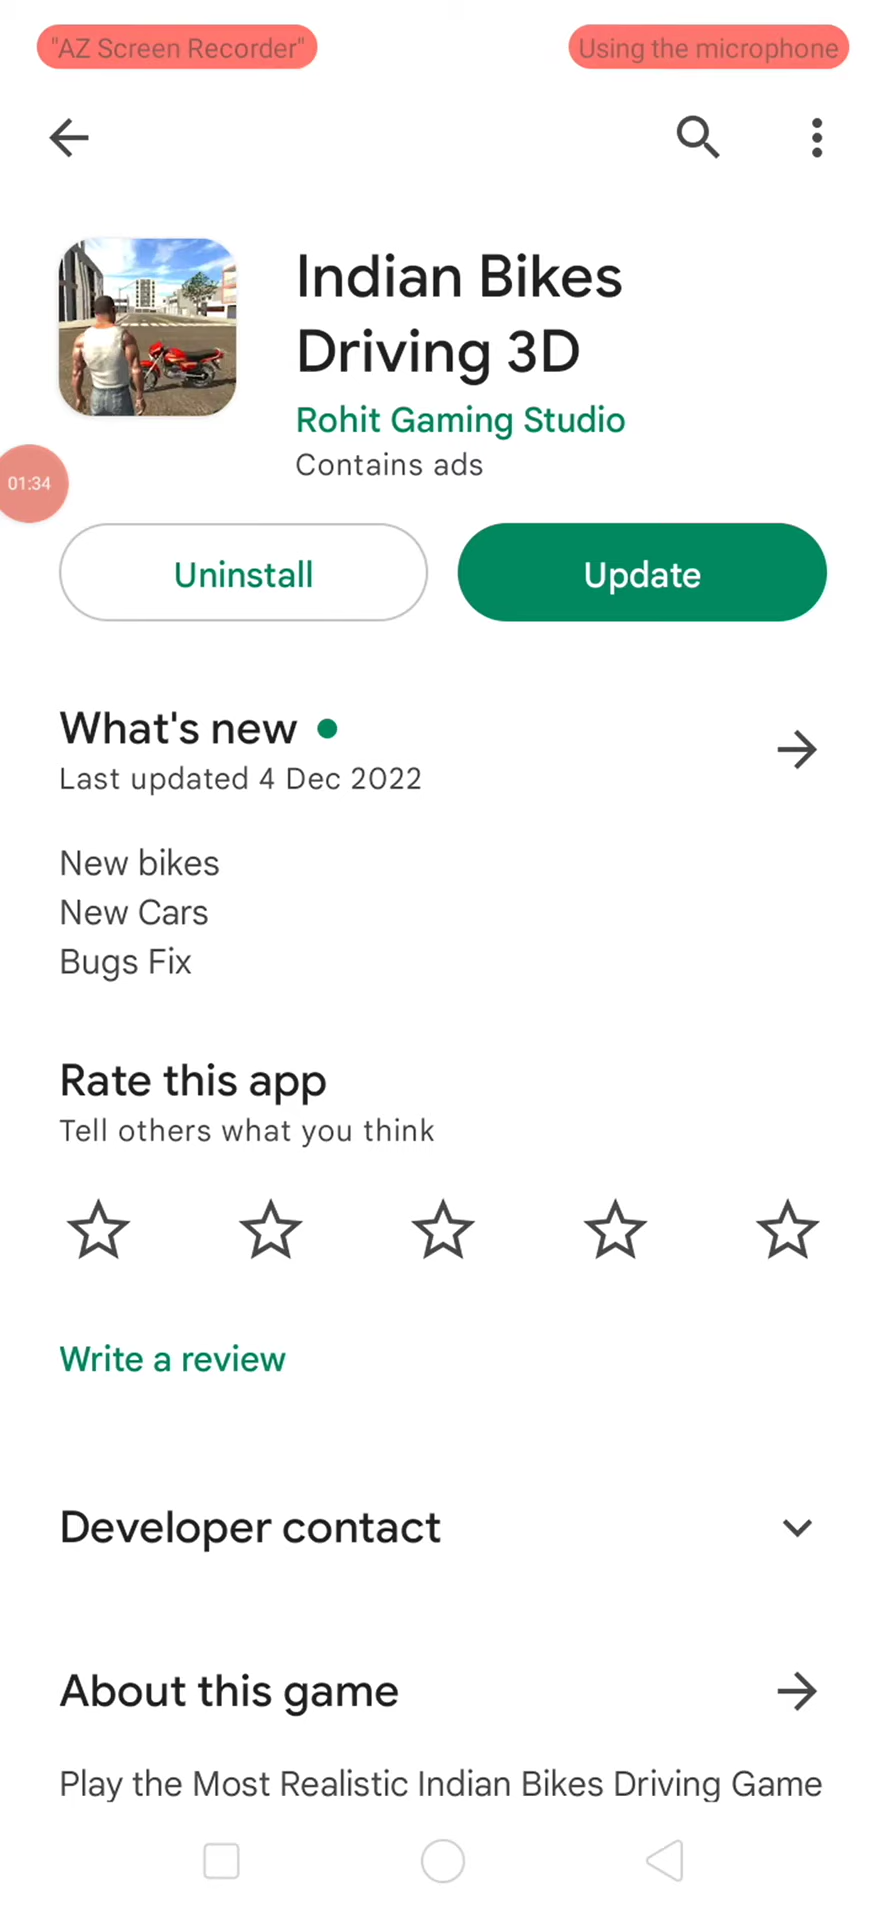 "AZ Screen Recorder"
Using the microphone
Indian Bikes
Driving 3D
Rohit Gaming Studio
Contains ads
01:34
Uninstall
Update
What's new
Last updated 4 Dec 2022
New bikes
New Cars
Bugs Fix
Rate this app
Tell others what you think
Write a review
Developer contact
About this game
Play the Most Realistic Indian Bikes Driving Game